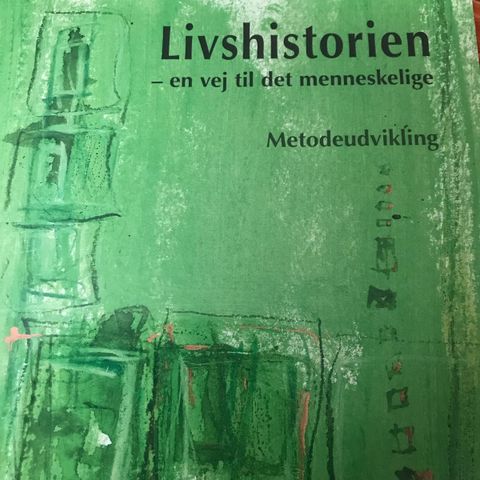 Livshistorien
– en vej til det menneskelige
Metodeudvikling